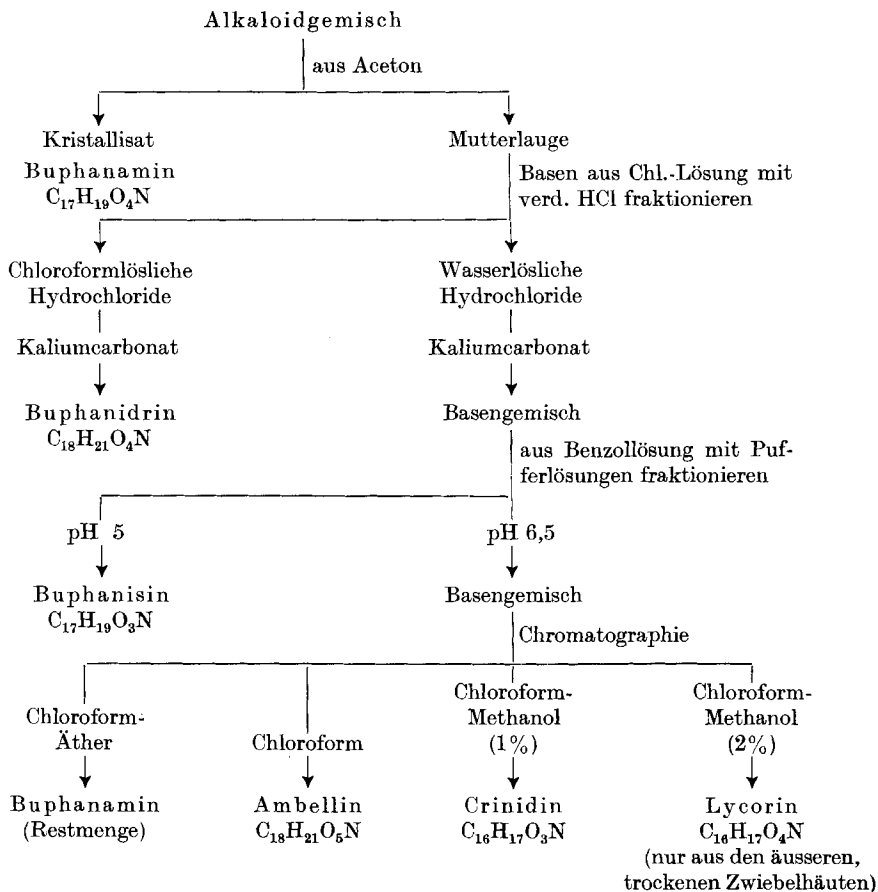 Alkaloidgemisch
aus Aceton
Kristallisat
Buphanamin
C₁₇H₁₉O₄N
Mutterlauge
Basen aus Chl.-Lösung mit
verd. HCl fraktionieren
Chloroformlösliehe
Hydrochloride
Wasserlösliche
Hydrochloride
Kaliumcarbonat
Kaliumcarbonat
Buphanidrin
C₁₈H₂₁O₄N
Basengemisch
aus Benzollösung mit Puf-
ferlösungen fraktionieren
pH 5
pH 6,5
Buphanisin
C₁₇H₁₉O₃N
Basengemisch
Chromatographie
Chloroform-
Äther
Chloroform
Chloroform-
Methanol
(1%)
Chloroform-
Methanol
(2%)
Buphanamin
(Restmenge)
Ambellin
C₁₈H₂₁O₅N
Crinidin
C₁₆H₁₇O₃N
Lycorin
C₁₆H₁₇O₄N
(nur aus den äusseren,
trockenen Zwiebelhäuten)